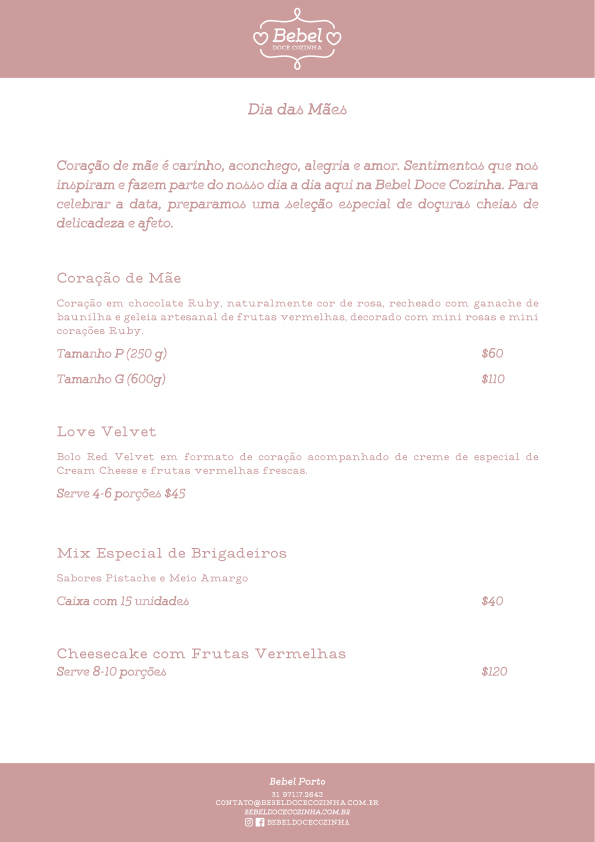 Bebel
DOCE COZINHA
Dia das Mães
Coração de mãe é carinho, aconchego, alegria e amor. Sentimentos que nos
inspiram e fazem parte do nosso dia a dia aqui na Bebel Doce Cozinha. Para
celebrar a data, preparamos uma seleção especial de doçuras cheias de
delicadeza e afeto.
Coração de Mãe
Coração em chocolate Ruby, naturalmente cor de rosa, recheado com ganache de
baunilha e geleia artesanal de frutas vermelhas, decorado com mini rosas e mini
corações Ruby.
Tamanho P (250 g) $60
Tamanho G (600g) $110
Love Velvet
Bolo Red Velvet em formato de coração acompanhado de creme de especial de
Cream Cheese e frutas vermelhas frescas.
Serve 4-6 porções $45
Mix Especial de Brigadeiros
Sabores Pistache e Meio Amargo
Caixa com 15 unidades $40
Cheesecake com Frutas Vermelhas
Serve 8-10 porções $120
Bebel Porto
31 97117.2643
CONTATO@BEBELDOCECOZINHA.COM.BR
BEBELDOCECOZINHA.COM.BR
BEBELDOCECOZINHA